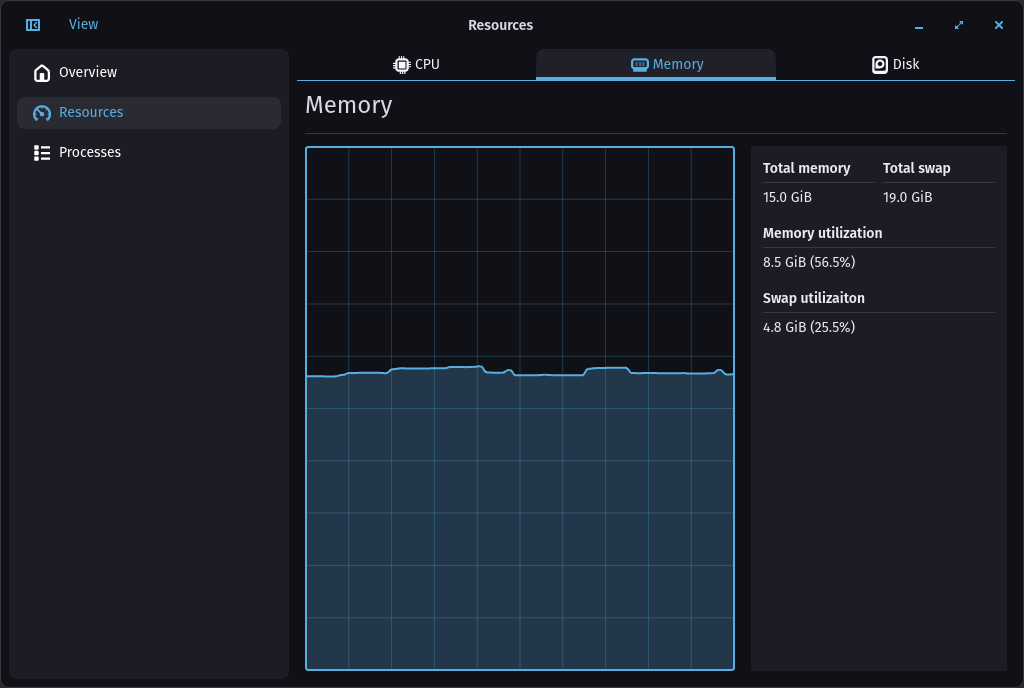 View
Resources
Overview
Resources
Processes
CPU
Memory
Disk
Memory
Total memory
Total swap
15.0 GiB
19.0 GiB
Memory utilization
8.5 GiB (56.5%)
Swap utilizaiton
4.8 GiB (25.5%)